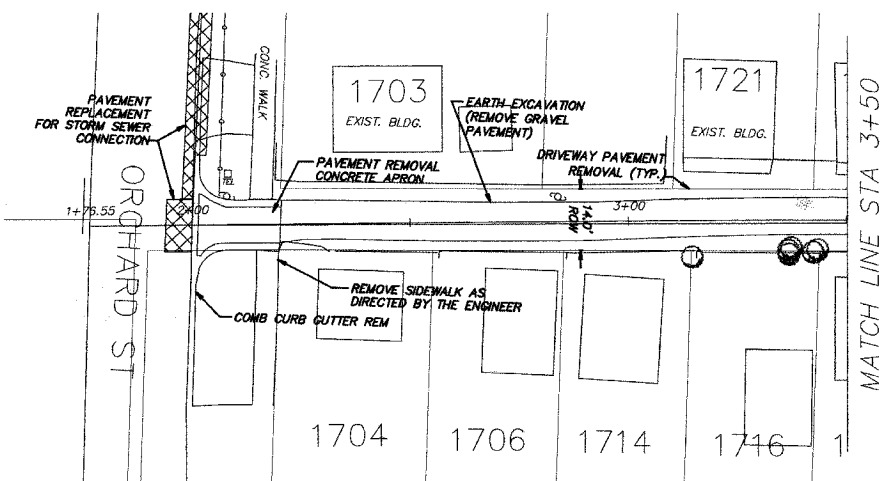 CONC. WALK
1703
EXIST. BLDG.
1721
EXIST. BLDG.
PAVEMENT
REPLACEMENT
FOR STORM SEWER
CONNECTION
EARTH EXCAVATION
(REMOVE GRAVEL
PAVEMENT)
DRIVEWAY PAVEMENT
REMOVAL (TYP.)
PAVEMENT REMOVAL
CONCRETE APRON
TEL
1+76.55
2+00
3+00
14.0'
ROW
ORCHARD ST
REMOVE SIDEWALK AS
DIRECTED BY THE ENGINEER
COMB CURB GUTTER REM
1704
1706
1714
1716
1
MATCH LINE STA 3+50